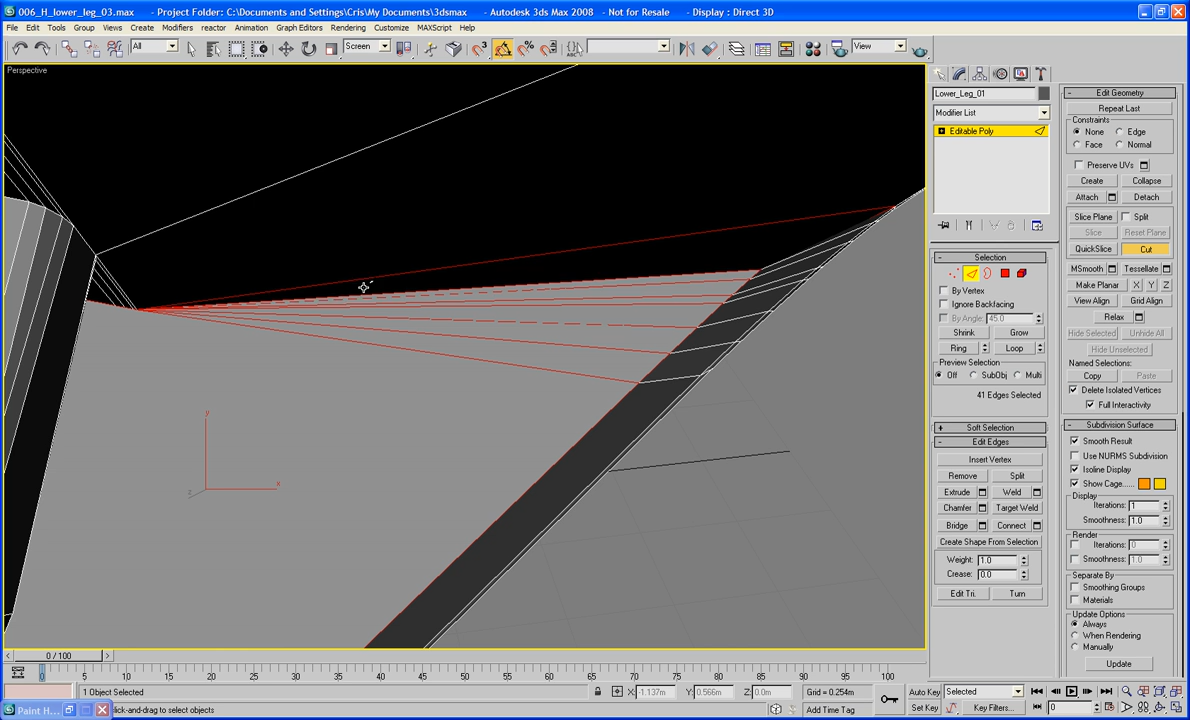 006_H_lower_leg_03.max - Project Folder: C:\Documents and Settings\Cris\My Documents\3dsmax - Autodesk 3ds Max 2008 - Not for Resale - Display : Direct 3D
File Edit Tools Group Views Create Modifiers reactor Animation Graph Editors Rendering Customize MAXScript Help
All Screen View
Perspective
y
x
z
Lower_Leg_01
Modifier List
Editable Poly
- Selection
By Vertex
Ignore Backfacing
By Angle: 45.0
Shrink Grow
Ring Loop
Preview Selection
Off SubObj Multi
41 Edges Selected
+ Soft Selection
- Edit Edges
Insert Vertex
Remove Split
Extrude Weld
Chamfer Target Weld
Bridge Connect
Create Shape From Selection
Weight: 1.0
Crease: 0.0
Edit Tri. Turn
- Edit Geometry
Repeat Last
Constraints
None Edge
Face Normal
Preserve UVs
Create Collapse
Attach Detach
Slice Plane Split
Slice Reset Plane
QuickSlice Cut
MSmooth Tessellate
Make Planar X Y Z
View Align Grid Align
Relax
Hide Selected Unhide All
Hide Unselected
Named Selections:
Copy Paste
Delete Isolated Vertices
Full Interactivity
- Subdivision Surface
Smooth Result
Use NURMS Subdivision
Isoline Display
Show Cage......
Display
Iterations: 1
Smoothness: 1.0
Render
Iterations: 0
Smoothness: 1.0
Separate By
Smoothing Groups
Materials
Update Options
Always
When Rendering
Manually
Update
< 0 / 100 >
0 5 10 15 20 25 30 35 40 45 50 55 60 65 70 75 80 85 90 95 100
1 Object Selected X: -1.137m Y: 0.566m Z: 0.0m Grid = 0.254m Auto Key Selected
Paint H... lick-and-drag to select objects Add Time Tag Set Key Key Filters... 0